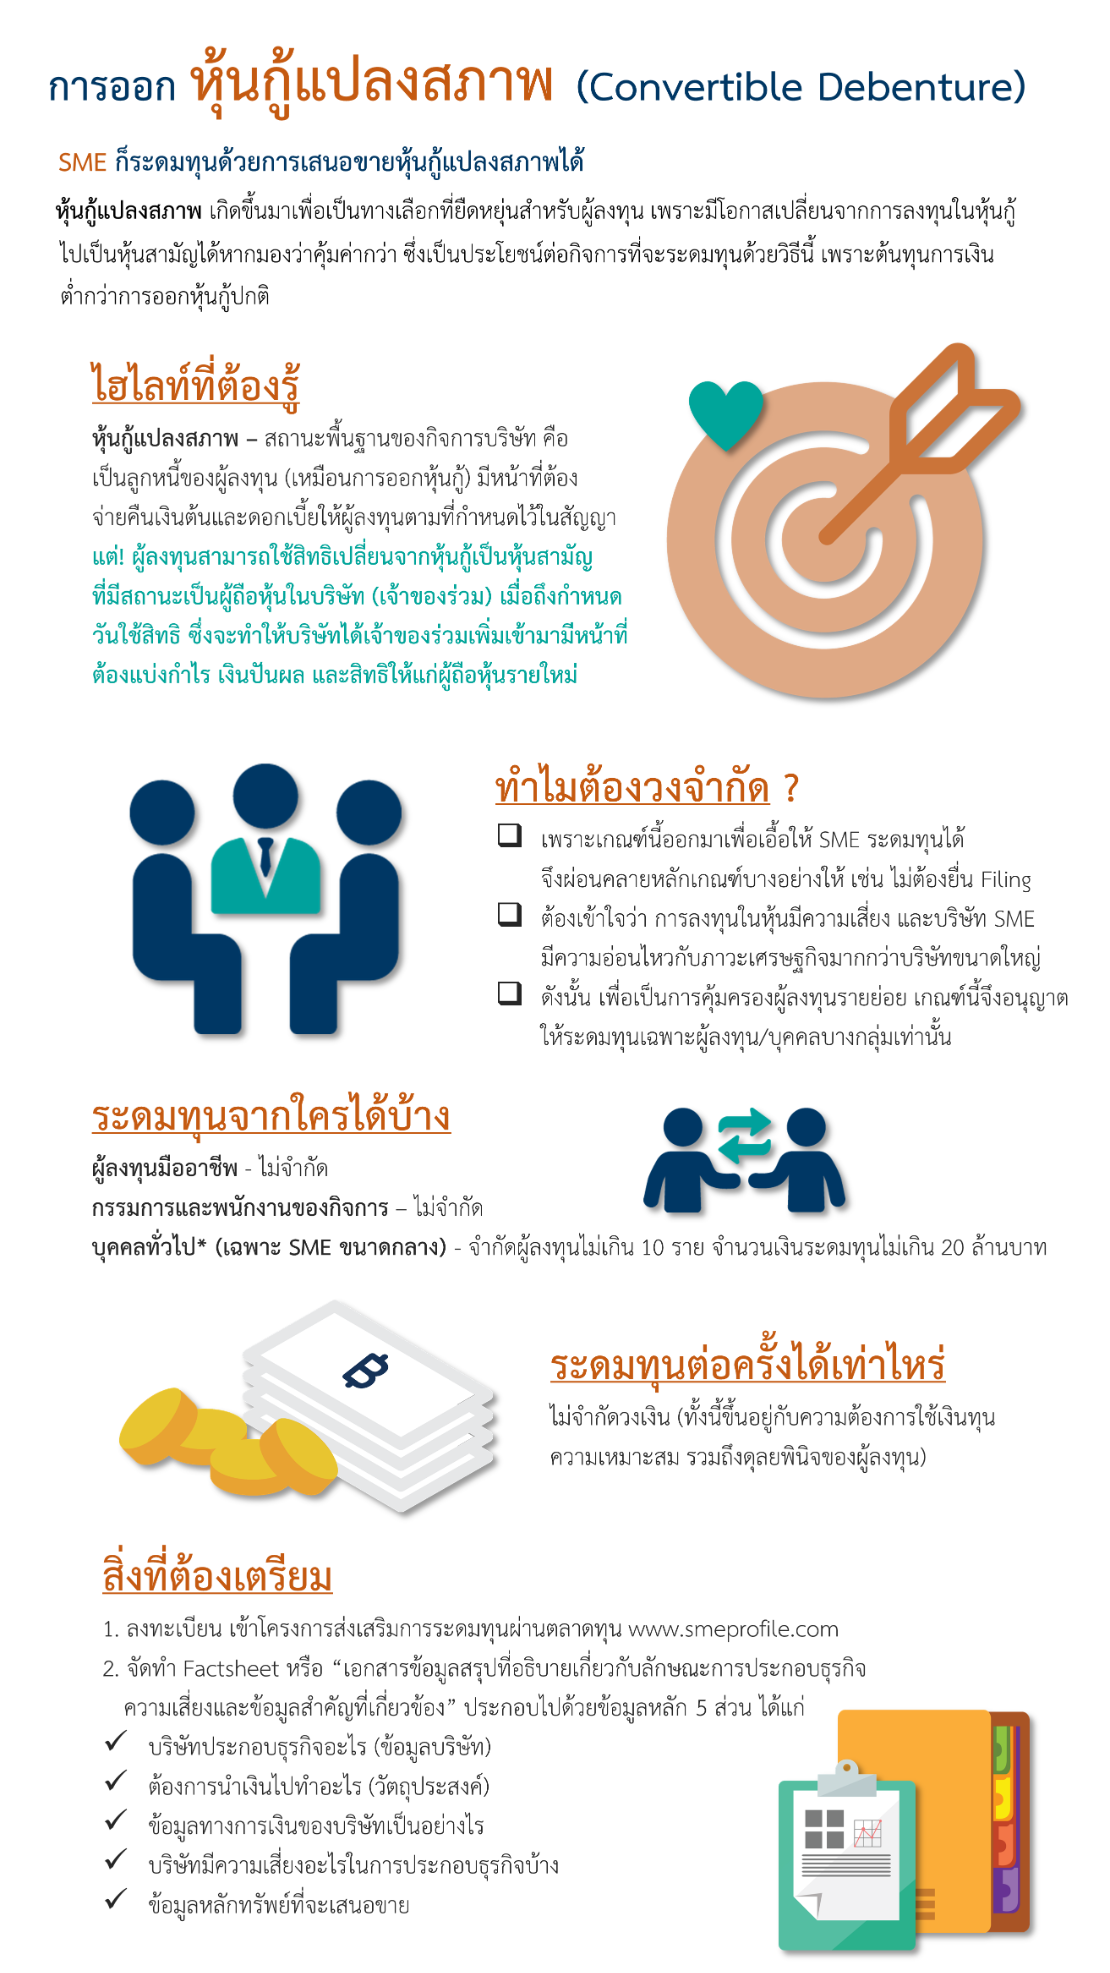 การออก หุ้นกู้แปลงสภาพ (Convertible Debenture)
SME ก็ระดมทุนด้วยการเสนอขายหุ้นกู้แปลงสภาพได้
หุ้นกู้แปลงสภาพ เกิดขึ้นมาเพื่อเป็นทางเลือกที่ยืดหยุ่นสำหรับผู้ลงทุน เพราะมีโอกาสเปลี่ยนจากการลงทุนในหุ้นกู้
ไปเป็นหุ้นสามัญได้หากมองว่าคุ้มค่ากว่า ซึ่งเป็นประโยชน์ต่อกิจการที่จะระดมทุนด้วยวิธีนี้ เพราะต้นทุนการเงิน
ต่ำกว่าการออกหุ้นกู้ปกติ
ไฮไลท์ที่ต้องรู้
หุ้นกู้แปลงสภาพ – สถานะพื้นฐานของกิจการบริษัท คือ
เป็นลูกหนี้ของผู้ลงทุน (เหมือนการออกหุ้นกู้) มีหน้าที่ต้อง
จ่ายคืนเงินต้นและดอกเบี้ยให้ผู้ลงทุนตามที่กำหนดไว้ในสัญญา
แต่! ผู้ลงทุนสามารถใช้สิทธิเปลี่ยนจากหุ้นกู้เป็นหุ้นสามัญ
ที่มีสถานะเป็นผู้ถือหุ้นในบริษัท (เจ้าของร่วม) เมื่อถึงกำหนด
วันใช้สิทธิ ซึ่งจะทำให้บริษัทได้เจ้าของร่วมเพิ่มเข้ามามีหน้าที่
ต้องแบ่งกำไร เงินปันผล และสิทธิให้แก่ผู้ถือหุ้นรายใหม่
ทำไมต้องวงจำกัด ?
❑ เพราะเกณฑ์นี้ออกมาเพื่อเอื้อให้ SME ระดมทุนได้
จึงผ่อนคลายหลักเกณฑ์บางอย่างให้ เช่น ไม่ต้องยื่น Filing
❑ ต้องเข้าใจว่า การลงทุนในหุ้นมีความเสี่ยง และบริษัท SME
มีความอ่อนไหวกับภาวะเศรษฐกิจมากกว่าบริษัทขนาดใหญ่
❑ ดังนั้น เพื่อเป็นการคุ้มครองผู้ลงทุนรายย่อย เกณฑ์นี้จึงอนุญาต
ให้ระดมทุนเฉพาะผู้ลงทุน/บุคคลบางกลุ่มเท่านั้น
ระดมทุนจากใครได้บ้าง
ผู้ลงทุนมืออาชีพ - ไม่จำกัด
กรรมการและพนักงานของกิจการ – ไม่จำกัด
บุคคลทั่วไป* (เฉพาะ SME ขนาดกลาง) - จำกัดผู้ลงทุนไม่เกิน 10 ราย จำนวนเงินระดมทุนไม่เกิน 20 ล้านบาท
฿
ระดมทุนต่อครั้งได้เท่าไหร่
ไม่จำกัดวงเงิน (ทั้งนี้ขึ้นอยู่กับความต้องการใช้เงินทุน
ความเหมาะสม รวมถึงดุลยพินิจของผู้ลงทุน)
สิ่งที่ต้องเตรียม
1. ลงทะเบียน เข้าโครงการส่งเสริมการระดมทุนผ่านตลาดทุน www.smeprofile.com
2. จัดทำ Factsheet หรือ “เอกสารข้อมูลสรุปที่อธิบายเกี่ยวกับลักษณะการประกอบธุรกิจ
ความเสี่ยงและข้อมูลสำคัญที่เกี่ยวข้อง” ประกอบไปด้วยข้อมูลหลัก 5 ส่วน ได้แก่
✓ บริษัทประกอบธุรกิจอะไร (ข้อมูลบริษัท)
✓ ต้องการนำเงินไปทำอะไร (วัตถุประสงค์)
✓ ข้อมูลทางการเงินของบริษัทเป็นอย่างไร
✓ บริษัทมีความเสี่ยงอะไรในการประกอบธุรกิจบ้าง
✓ ข้อมูลหลักทรัพย์ที่จะเสนอขาย